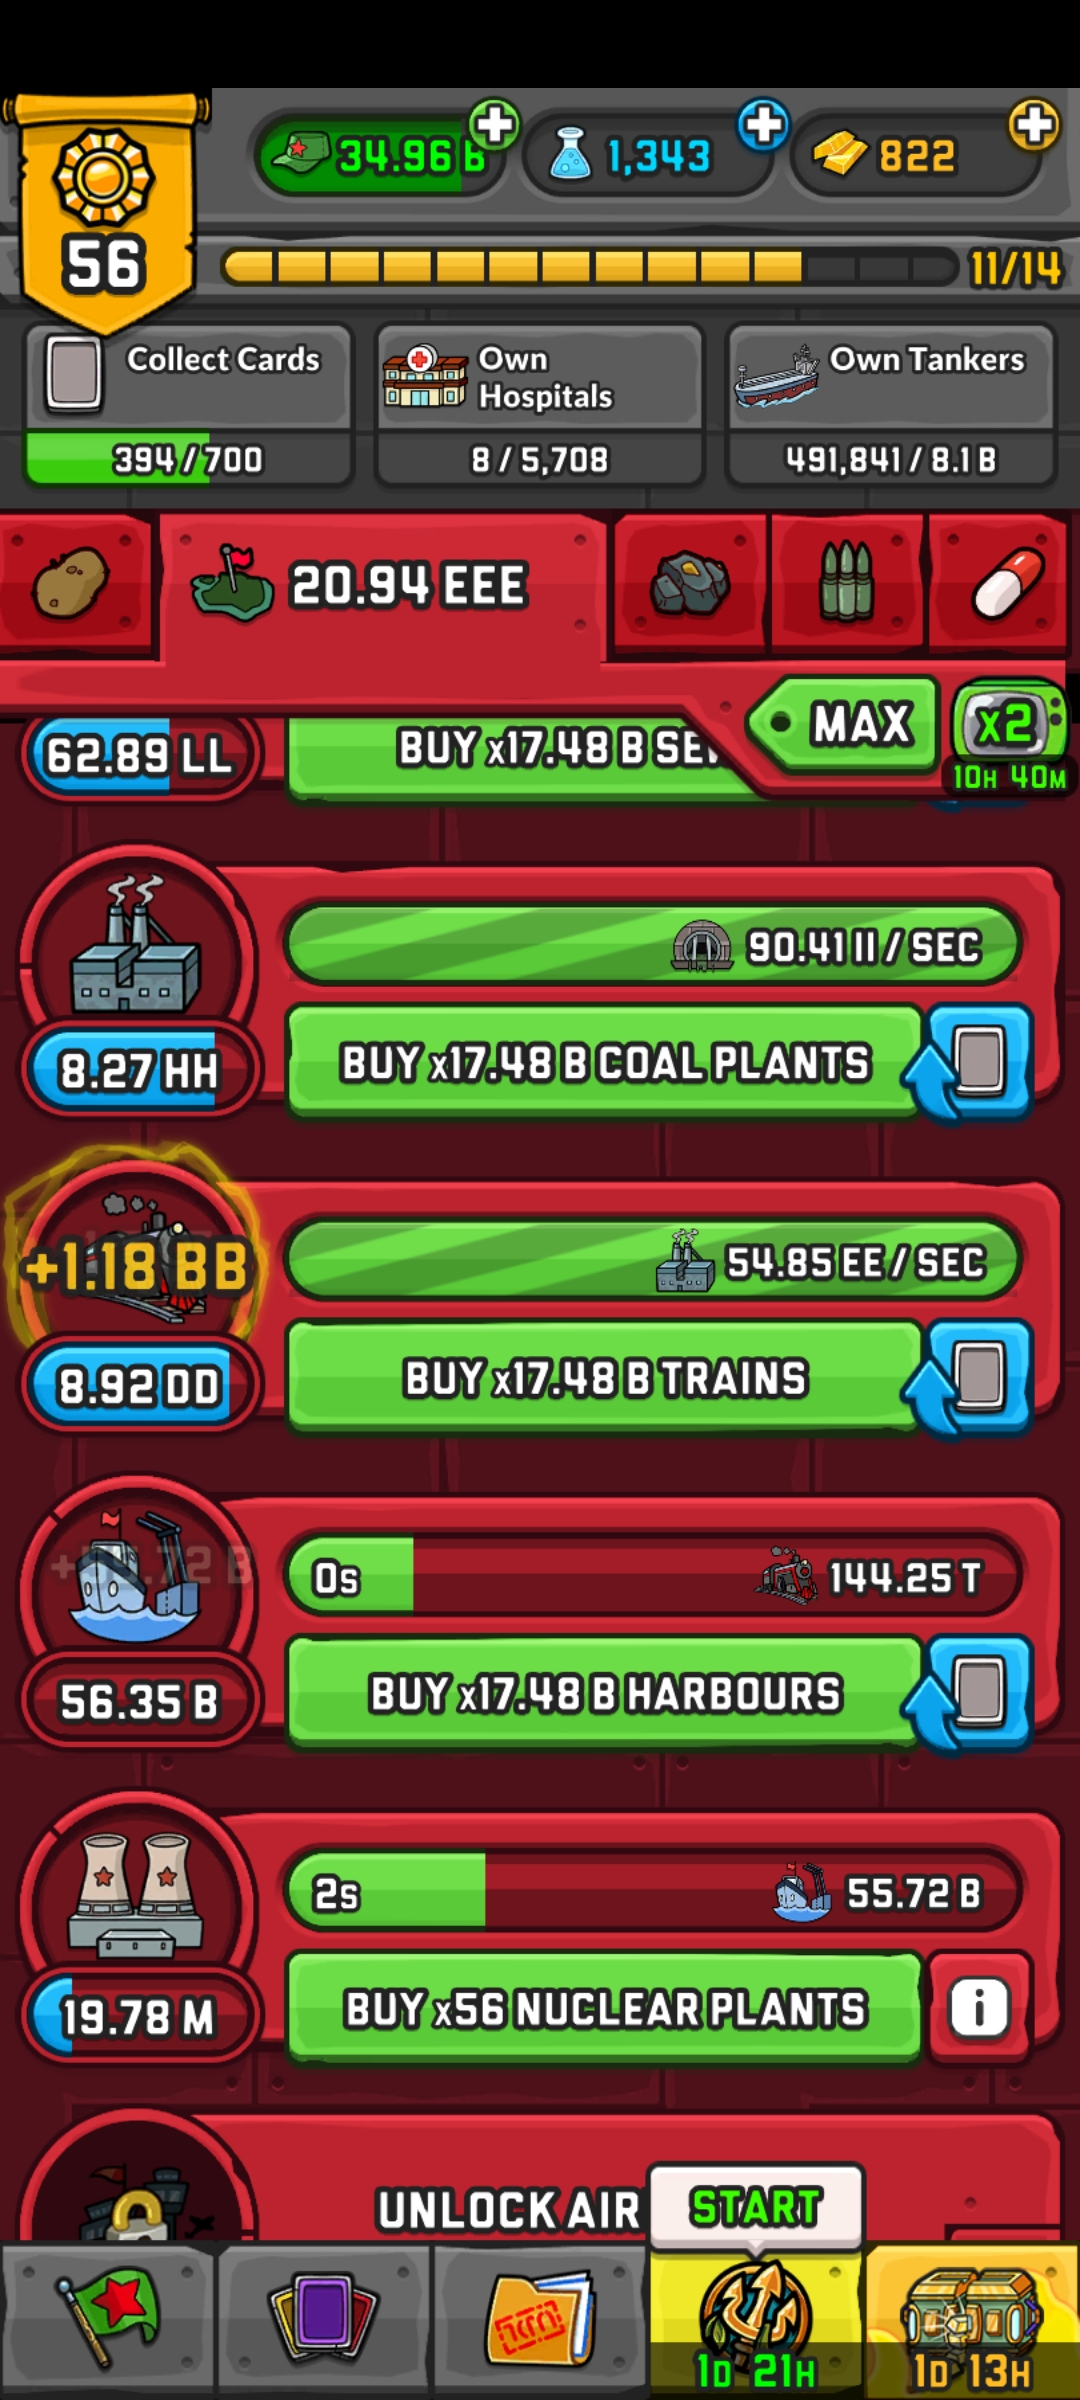 34.96 B
1,343
822
56
11/14
Collect Cards
394 / 700
Own
Hospitals
8 / 5,708
Own Tankers
491,841 / 8.1 B
20.94 EEE
MAX
x2
10H 40M
62.89 LL
BUY x17.48 B
90.41 II / SEC
8.27 HH
BUY x17.48 B COAL PLANTS
+1.18 BB
54.85 EE / SEC
8.92 DD
BUY x17.48 B TRAINS
0s
144.25 T
56.35 B
BUY x17.48 B HARBOURS
2s
55.72 B
19.78 M
BUY x56 NUCLEAR PLANTS
i
UNLOCK AIR
START
1D 21H
1D 13H